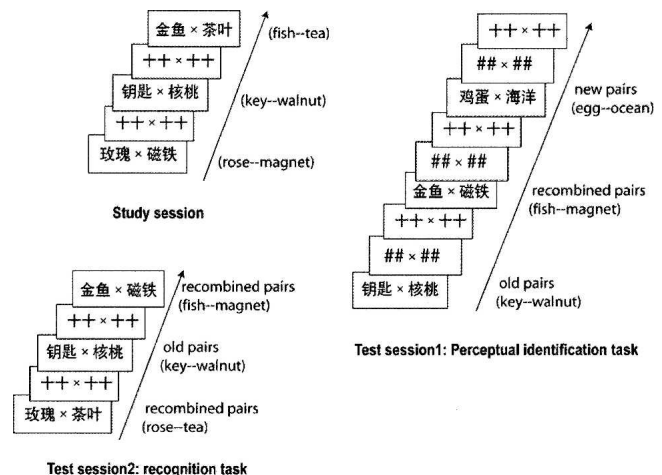 金鱼 × 茶叶
(fish--tea)
++ × ++
钥匙 × 核桃
(key--walnut)
++ × ++
玫瑰 × 磁铁
(rose--magnet)
Study session
++ × ++
## × ##
鸡蛋 × 海洋
new pairs
(egg--ocean)
++ × ++
## × ##
金鱼 × 磁铁
recombined pairs
(fish--magnet)
++ × ++
## × ##
钥匙 × 核桃
old pairs
(key--walnut)
Test session1: Perceptual identification task
金鱼 × 磁铁
recombined pairs
(fish--magnet)
++ × ++
钥匙 × 核桃
old pairs
(key--walnut)
++ × ++
玫瑰 × 茶叶
recombined pairs
(rose--tea)
Test session2: recognition task